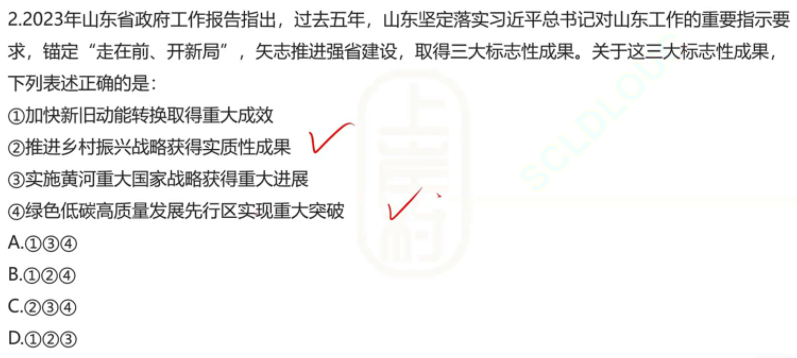 2.2023年山东省政府工作报告指出，过去五年，山东坚定落实习近平总书记对山东工作的重要指示要
求，锚定“走在前、开新局”，矢志推进强省建设，取得三大标志性成果。关于这三大标志性成果，
下列表述正确的是：
①加快新旧动能转换取得重大成效
②推进乡村振兴战略获得实质性成果
③实施黄河重大国家战略获得重大进展
④绿色低碳高质量发展先行区实现重大突破
A.①③④
B.①②④
C.②③④
D.①②③
上岸村
SCLDLOUT